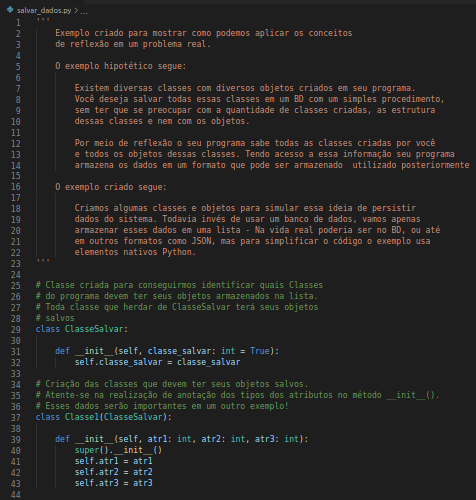 salvar_dados.py > ...
1 '''
2 Exemplo criado para mostrar como podemos aplicar os conceitos
3 de reflexão em um problema real.
4
5 O exemplo hipotético segue:
6
7 Existem diversas classes com diversos objetos criados em seu programa.
8 Você deseja salvar todas essas classes em um BD com um simples procedimento,
9 sem ter que se preocupar com a quantidade de classes criadas, as estrutura
10 dessas classes e nem com os objetos.
11
12 Por meio de reflexão o seu programa sabe todas as classes criadas por você
13 e todos os objetos dessas classes. Tendo acesso a essa informação seu programa
14 armazena os dados em um formato que pode ser armazenado  utilizado posteriormente
15
16 O exemplo criado segue:
17
18 Criamos algumas classes e objetos para simular essa ideia de persistir
19 dados do sistema. Todavia invés de usar um banco de dados, vamos apenas
20 armazenar esses dados em uma lista - Na vida real poderia ser no BD, ou até
21 em outros formatos como JSON, mas para simplificar o código o exemplo usa
22 elementos nativos Python.
23 '''
24
25 # Classe criada para conseguirmos identificar quais Classes
26 # do programa devem ter seus objetos armazenados na lista.
27 # Toda classe que herdar de ClasseSalvar terá seus objetos
28 # salvos
29 class ClasseSalvar:
30
31 def __init__(self, classe_salvar: int = True):
32 self.classe_salvar = classe_salvar
33
34 # Criação das classes que devem ter seus objetos salvos.
35 # Atente-se na realização de anotação dos tipos dos atributos no método __init__().
36 # Esses dados serão importantes em um outro exemplo!
37 class Classe1(ClasseSalvar):
38
39 def __init__(self, atr1: int, atr2: int, atr3: int):
40 super().__init__()
41 self.atr1 = atr1
42 self.atr2 = atr2
43 self.atr3 = atr3
44